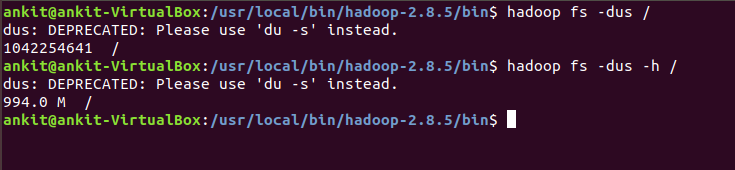 ankit@ankit-VirtualBox:/usr/local/bin/hadoop-2.8.5/bin$ hadoop fs -dus /
dus: DEPRECATED: Please use 'du -s' instead.
1042254641  /
ankit@ankit-VirtualBox:/usr/local/bin/hadoop-2.8.5/bin$ hadoop fs -dus -h /
dus: DEPRECATED: Please use 'du -s' instead.
994.0 M  /
ankit@ankit-VirtualBox:/usr/local/bin/hadoop-2.8.5/bin$